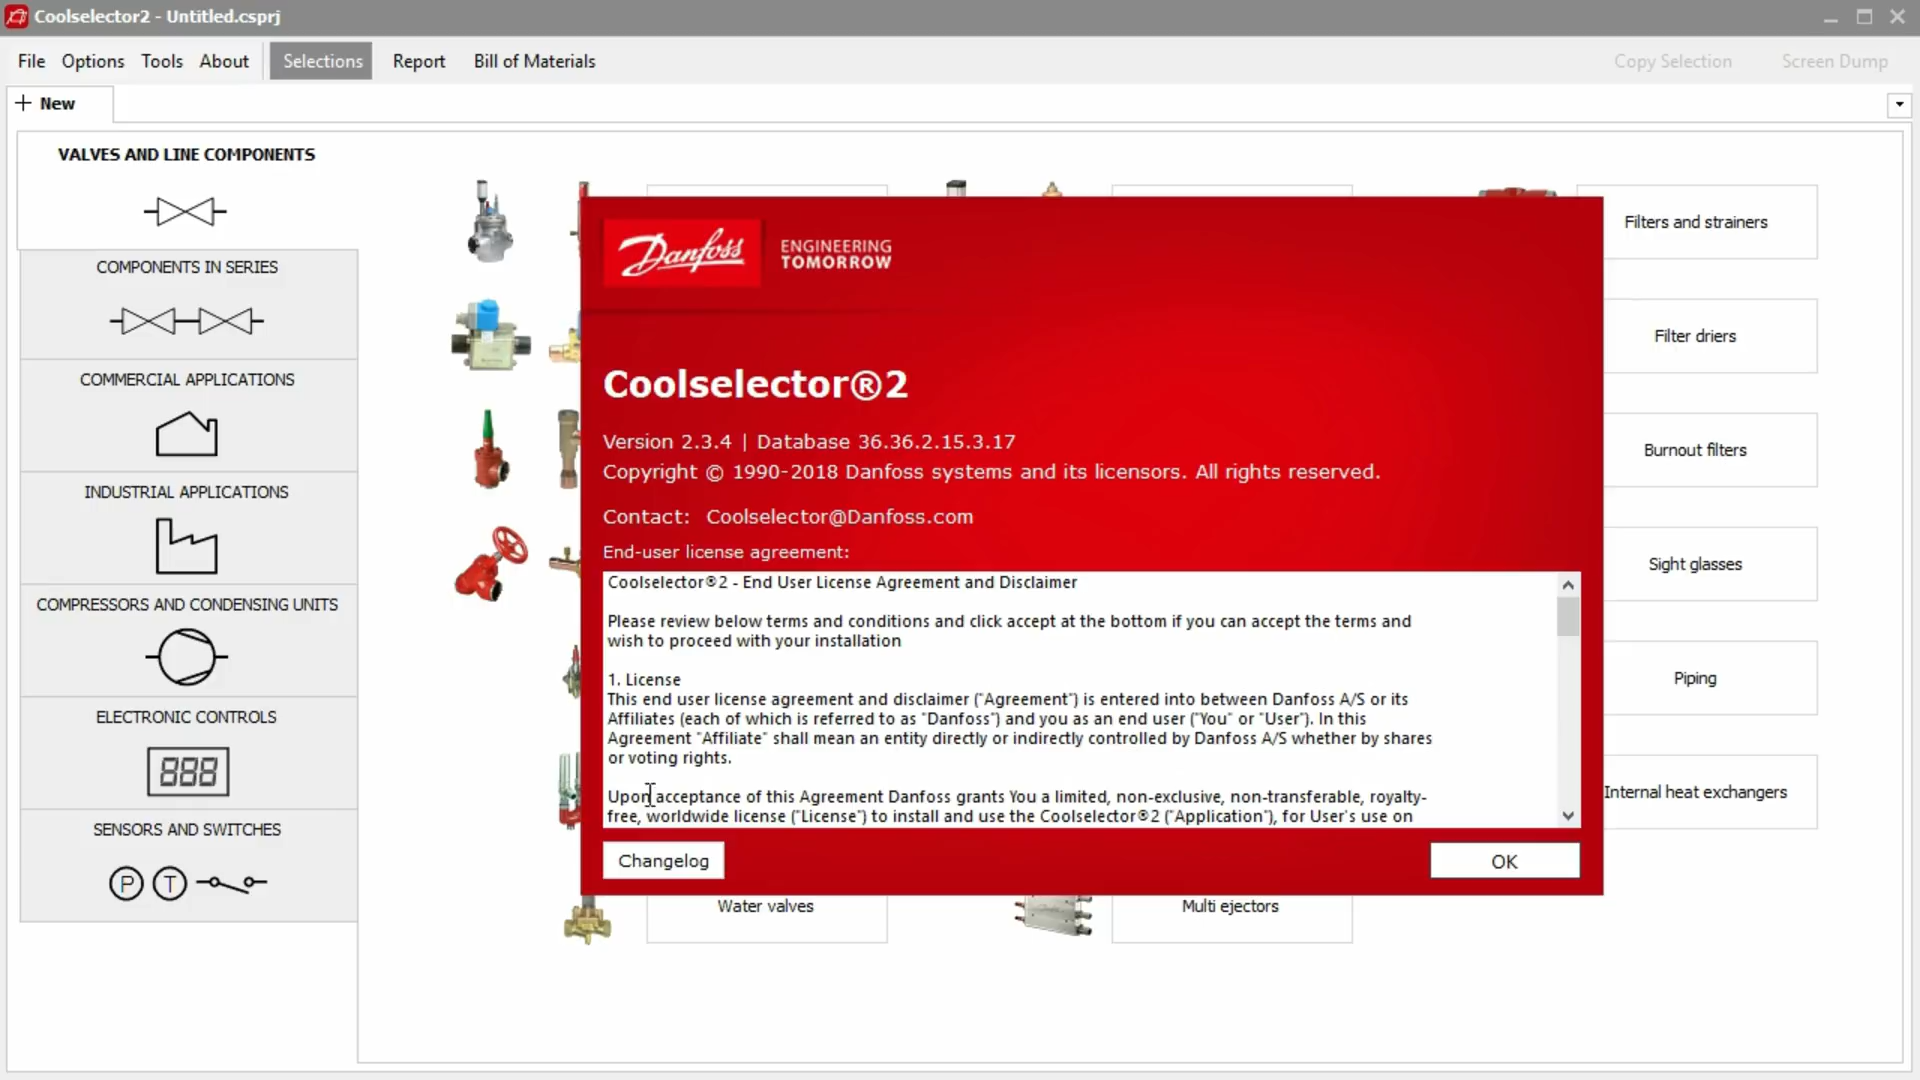 Coolselector2 - Untitled.csprj
File Options Tools About Selections Report Bill of Materials Copy Selection Screen Dump
+ New
VALVES AND LINE COMPONENTS
COMPONENTS IN SERIES
COMMERCIAL APPLICATIONS
INDUSTRIAL APPLICATIONS
COMPRESSORS AND CONDENSING UNITS
ELECTRONIC CONTROLS
888
SENSORS AND SWITCHES
P T
Danfoss
ENGINEERING
TOMORROW
Coolselector®2
Version 2.3.4 | Database 36.36.2.15.3.17
Copyright © 1990-2018 Danfoss systems and its licensors. All rights reserved.
Contact: Coolselector@Danfoss.com
End-user license agreement:
Coolselector®2 - End User License Agreement and Disclaimer
Please review below terms and conditions and click accept at the bottom if you can accept the terms and
wish to proceed with your installation
1. License
This end user license agreement and disclaimer ("Agreement") is entered into between Danfoss A/S or its
Affiliates (each of which is referred to as "Danfoss") and you as an end user ("You" or "User"). In this
Agreement "Affiliate" shall mean an entity directly or indirectly controlled by Danfoss A/S whether by shares
or voting rights.
Upon acceptance of this Agreement Danfoss grants You a limited, non-exclusive, non-transferable, royalty-
free, worldwide license ("License") to install and use the Coolselector®2 ("Application"), for User's use on
Changelog
OK
Water valves
Multi ejectors
Filters and strainers
Filter driers
Burnout filters
Sight glasses
Piping
Internal heat exchangers